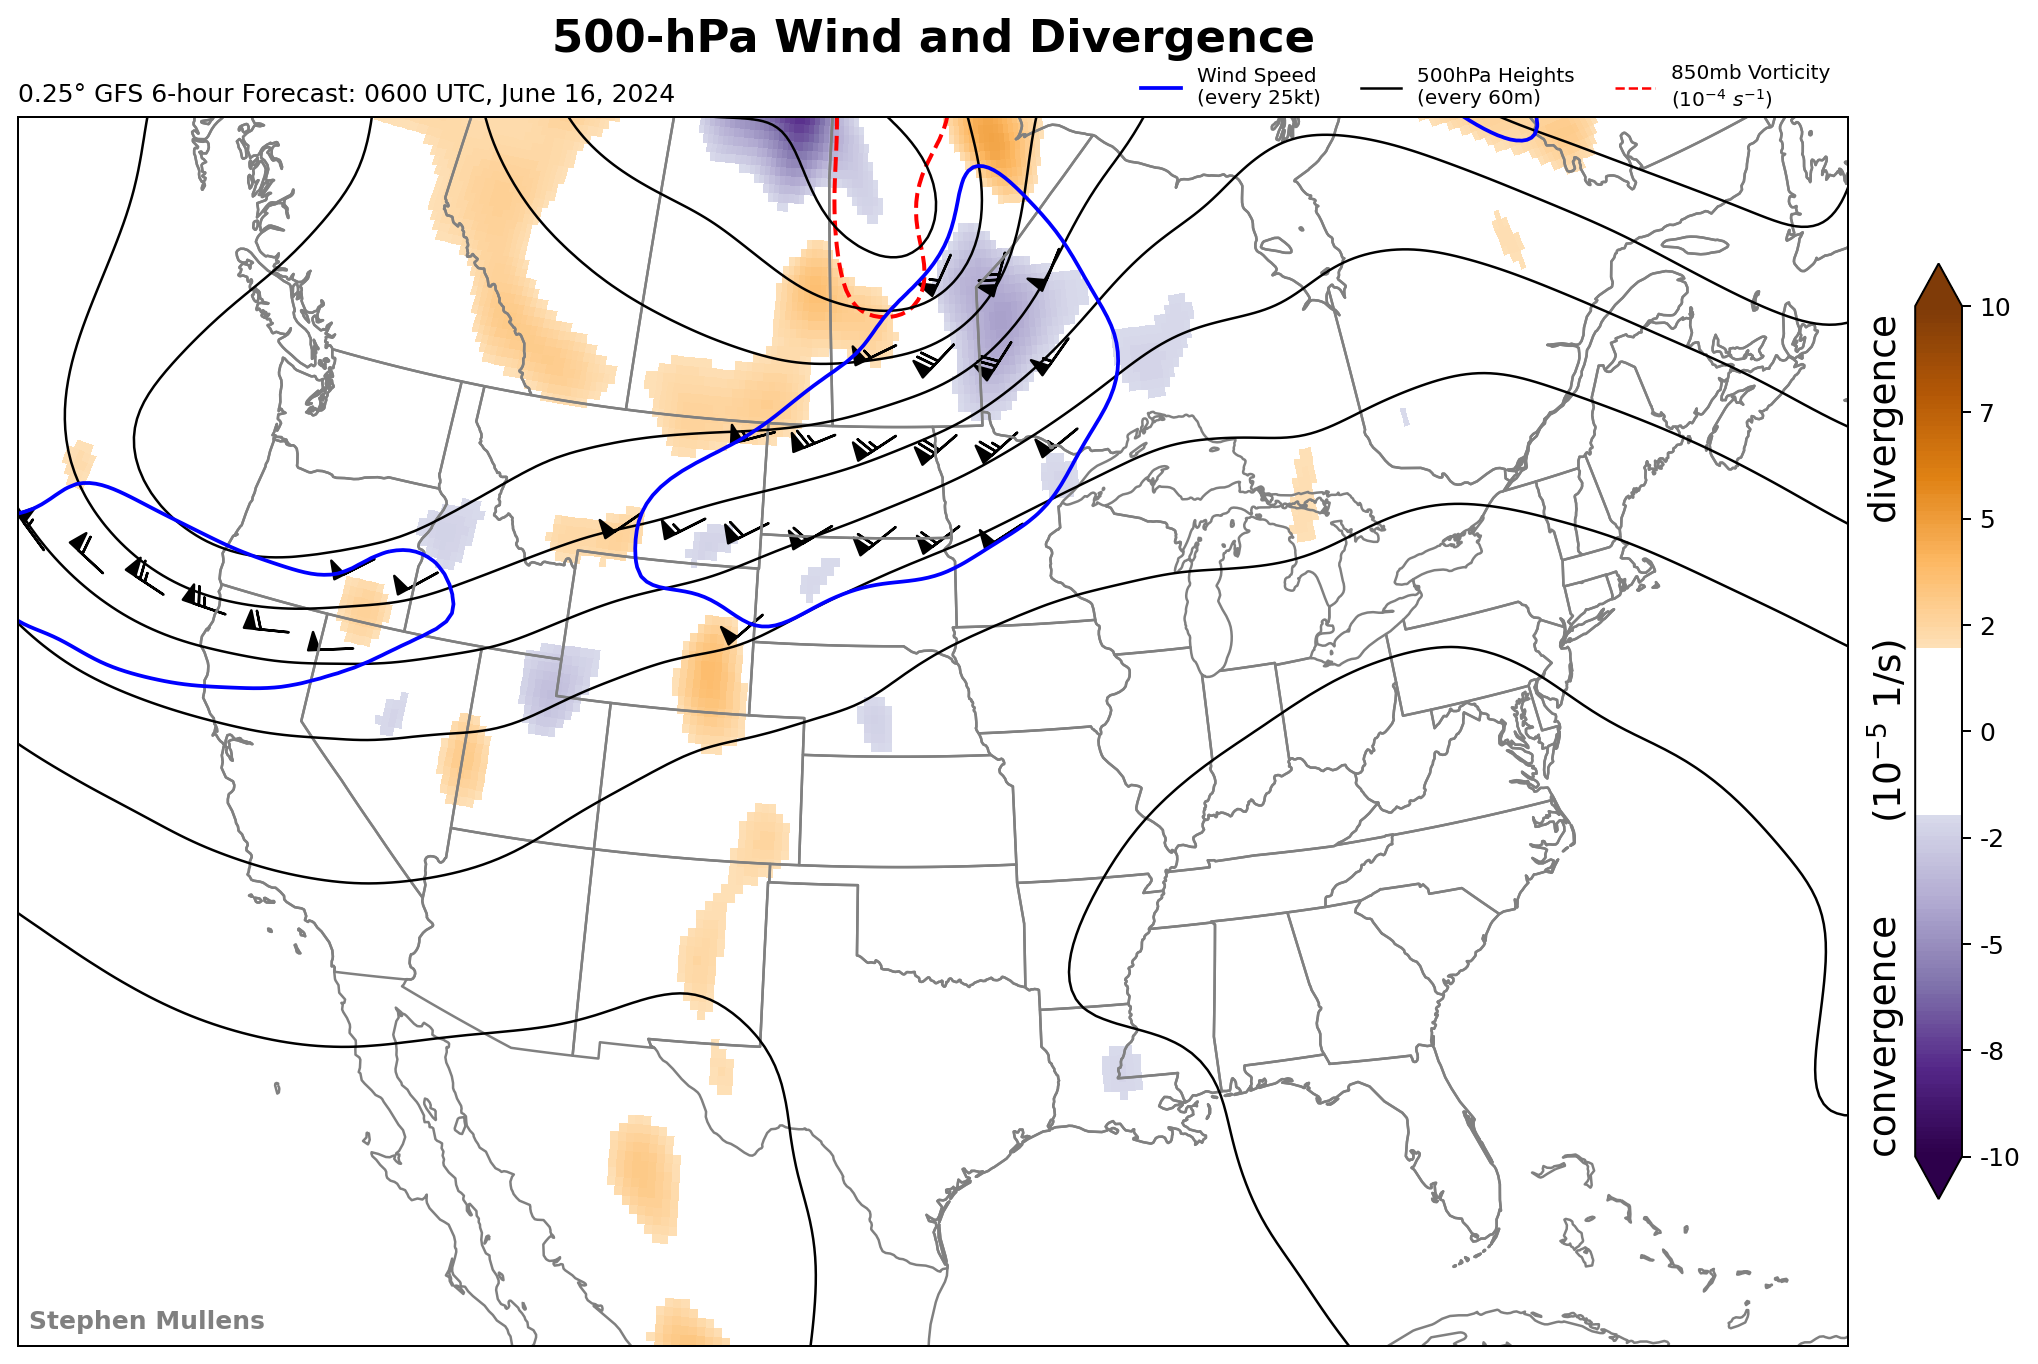 500-hPa Wind and Divergence
0.25° GFS 6-hour Forecast: 0600 UTC, June 16, 2024
Wind Speed
(every 25kt)
500hPa Heights
(every 60m)
850mb Vorticity
(10⁻⁴ s⁻¹)
10
7
5
2
0
-2
-5
-8
-10
convergence (10⁻⁵ 1/s) divergence
Stephen Mullens